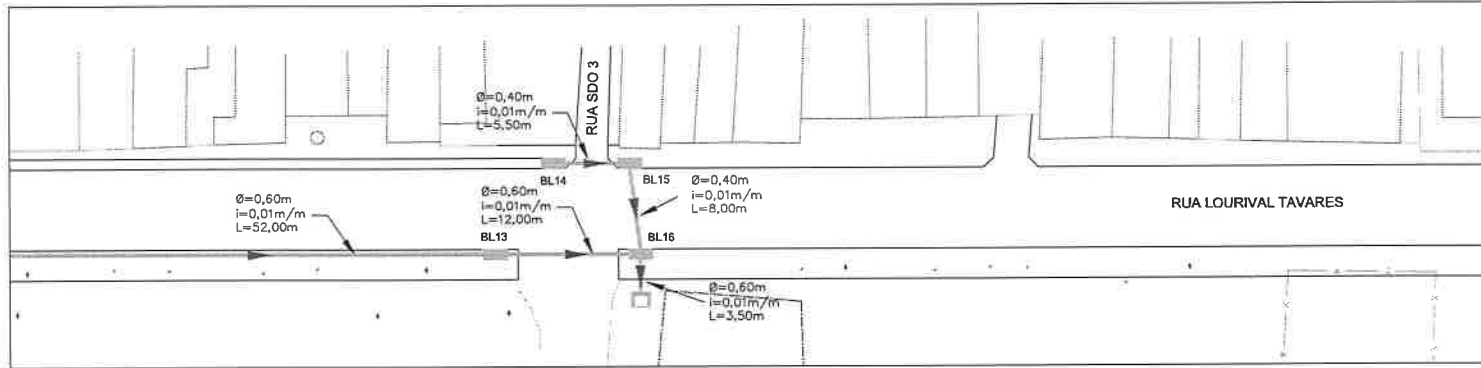 Ø=0,40m
i=0,01m/m
L=5,50m
RUA SDO 3
BL14
BL15
Ø=0,60m
i=0,01m/m
L=52,00m
Ø=0,60m
i=0,01m/m
L=12,00m
Ø=0,40m
i=0,01m/m
L=8,00m
RUA LOURIVAL TAVARES
BL13
BL16
Ø=0,60m
i=0,01m/m
L=3,50m